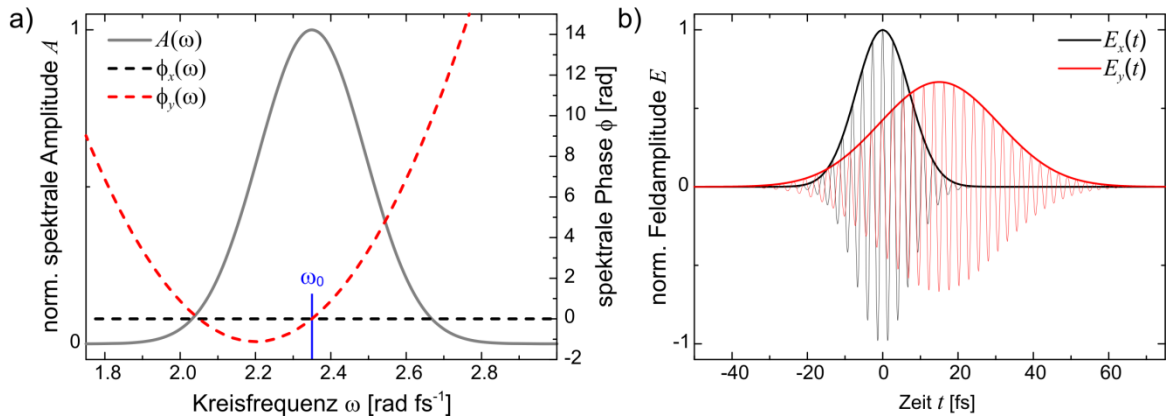 a)
norm. spektrale Amplitude A
1
0
A(ω)
ϕx(ω)
ϕy(ω)
ω0
1.8 2.0 2.2 2.4 2.6 2.8
Kreisfrequenz ω [rad fs-1]
14
12
10
8
6
4
2
0
-2
spektrale Phase ϕ [rad]
b)
norm. Feldamplitude E
1
0
-1
Ex(t)
Ey(t)
-40 -20 0 20 40 60
Zeit t [fs]